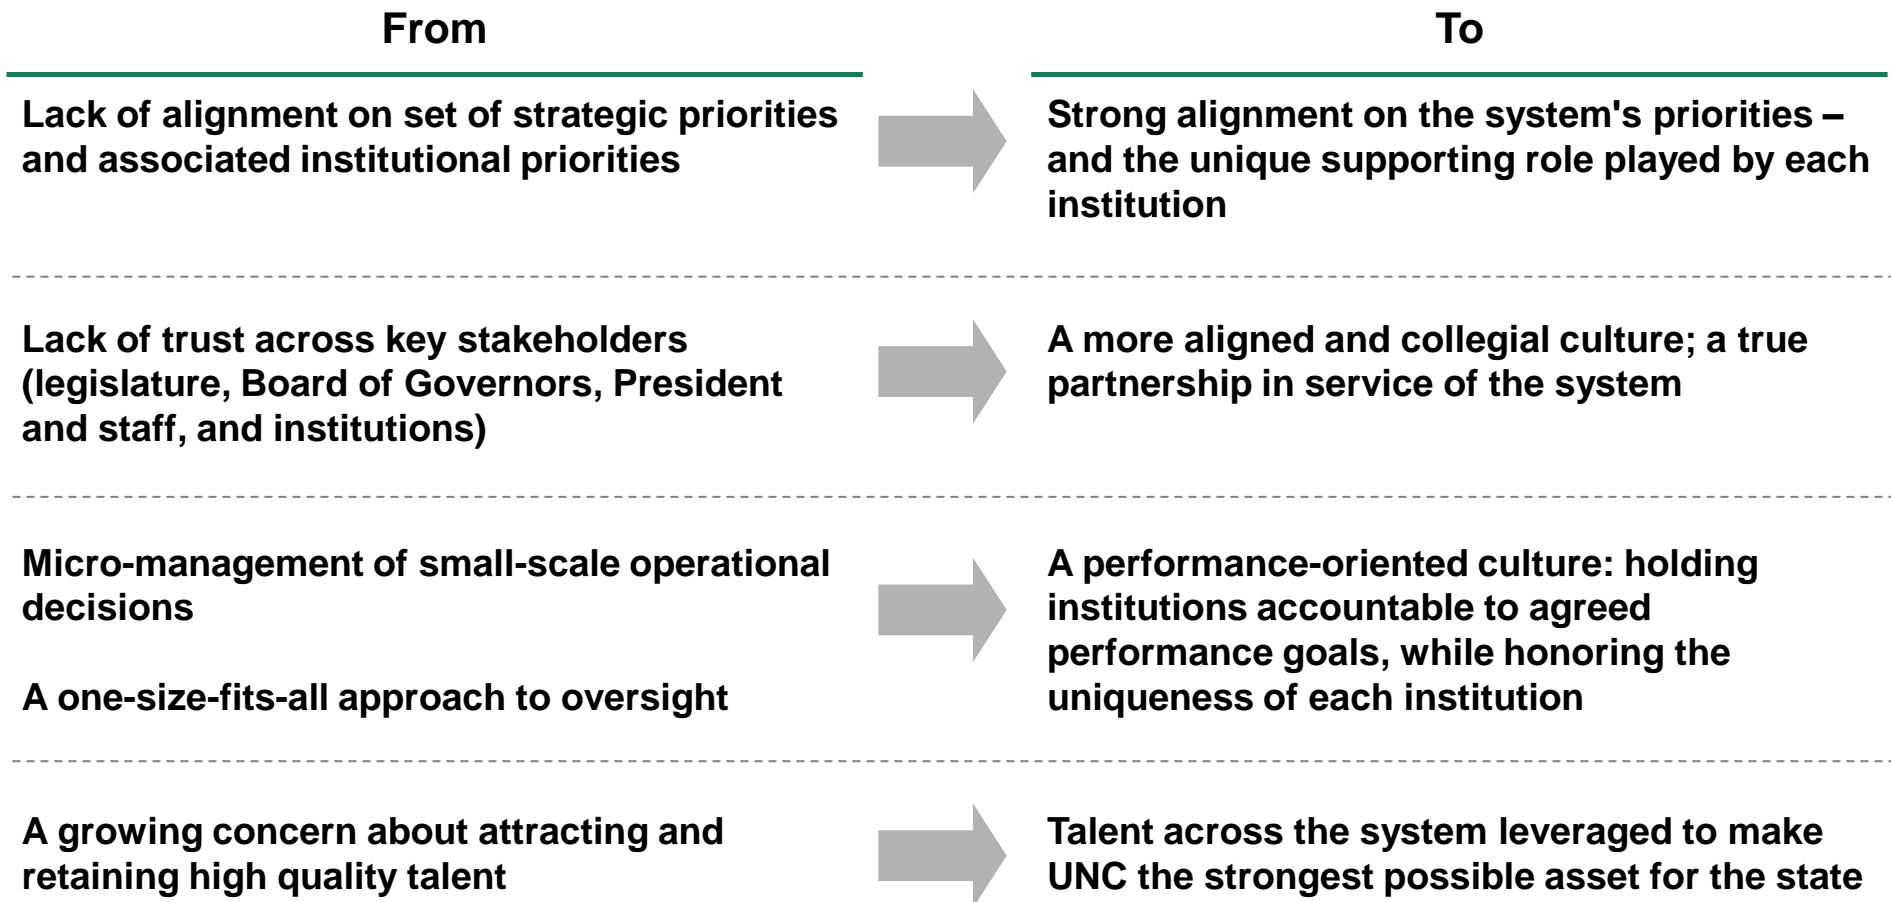 From
To
Lack of alignment on set of strategic priorities
and associated institutional priorities
Strong alignment on the system's priorities –
and the unique supporting role played by each
institution
Lack of trust across key stakeholders
(legislature, Board of Governors, President
and staff, and institutions)
A more aligned and collegial culture; a true
partnership in service of the system
Micro-management of small-scale operational
decisions
A one-size-fits-all approach to oversight
A performance-oriented culture: holding
institutions accountable to agreed
performance goals, while honoring the
uniqueness of each institution
A growing concern about attracting and
retaining high quality talent
Talent across the system leveraged to make
UNC the strongest possible asset for the state